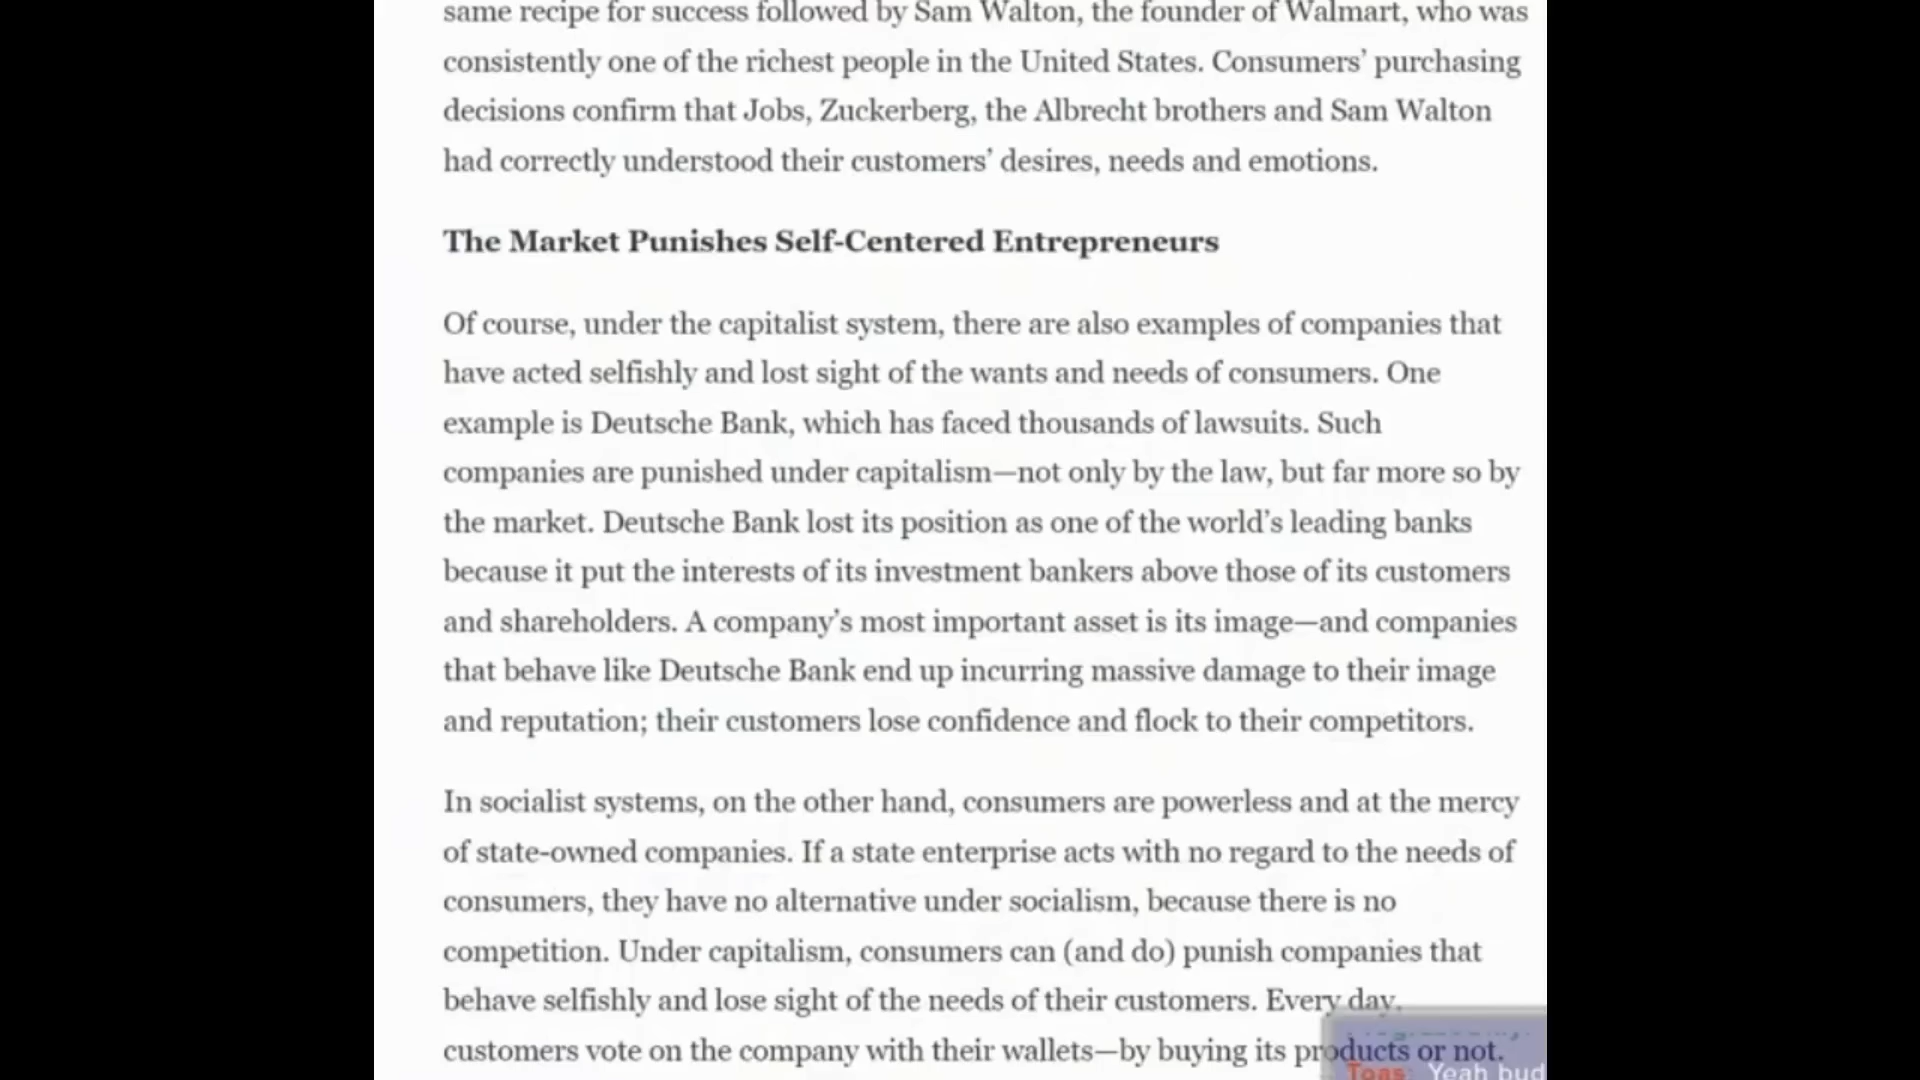 same recipe for success followed by Sam Walton, the founder of Walmart, who was
consistently one of the richest people in the United States. Consumers’ purchasing
decisions confirm that Jobs, Zuckerberg, the Albrecht brothers and Sam Walton
had correctly understood their customers’ desires, needs and emotions.
The Market Punishes Self-Centered Entrepreneurs
Of course, under the capitalist system, there are also examples of companies that
have acted selfishly and lost sight of the wants and needs of consumers. One
example is Deutsche Bank, which has faced thousands of lawsuits. Such
companies are punished under capitalism—not only by the law, but far more so by
the market. Deutsche Bank lost its position as one of the world’s leading banks
because it put the interests of its investment bankers above those of its customers
and shareholders. A company’s most important asset is its image—and companies
that behave like Deutsche Bank end up incurring massive damage to their image
and reputation; their customers lose confidence and flock to their competitors.
In socialist systems, on the other hand, consumers are powerless and at the mercy
of state-owned companies. If a state enterprise acts with no regard to the needs of
consumers, they have no alternative under socialism, because there is no
competition. Under capitalism, consumers can (and do) punish companies that
behave selfishly and lose sight of the needs of their customers. Every day,
customers vote on the company with their wallets—by buying its products or not.
Toas: Yeah bud